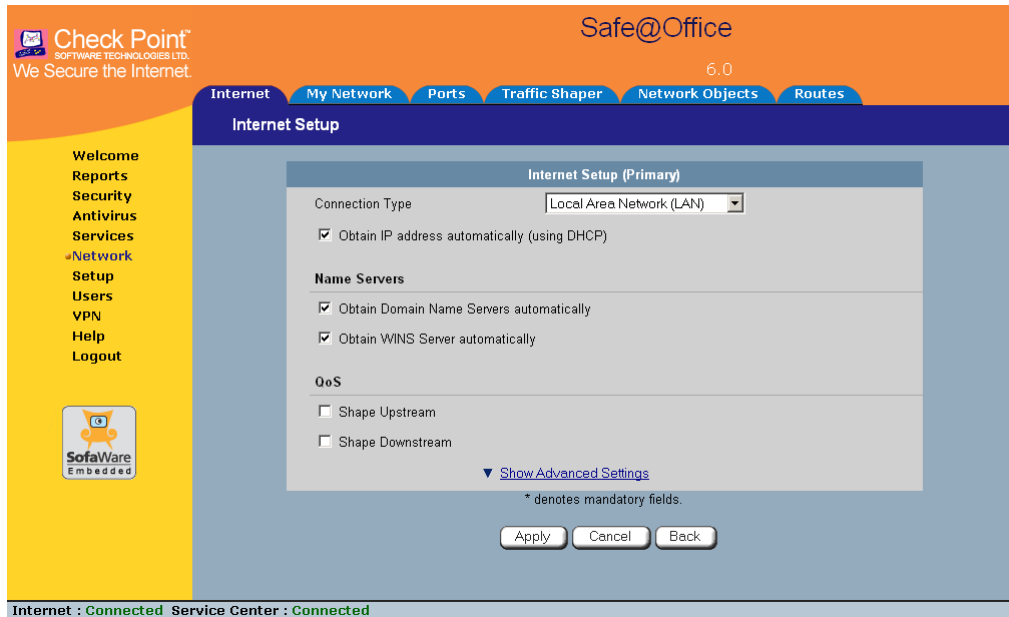 Check Point™
SOFTWARE TECHNOLOGIES LTD.
We Secure the Internet.
Safe@Office
6.0
Internet
My Network
Ports
Traffic Shaper
Network Objects
Routes
Internet Setup
Welcome
Reports
Security
Antivirus
Services
Network
Setup
Users
VPN
Help
Logout
SofaWare
Embedded
Internet Setup (Primary)
Connection Type Local Area Network (LAN)
Obtain IP address automatically (using DHCP)
Name Servers
Obtain Domain Name Servers automatically
Obtain WINS Server automatically
QoS
Shape Upstream
Shape Downstream
Show Advanced Settings
* denotes mandatory fields.
Apply Cancel Back
Internet : Connected Service Center : Connected